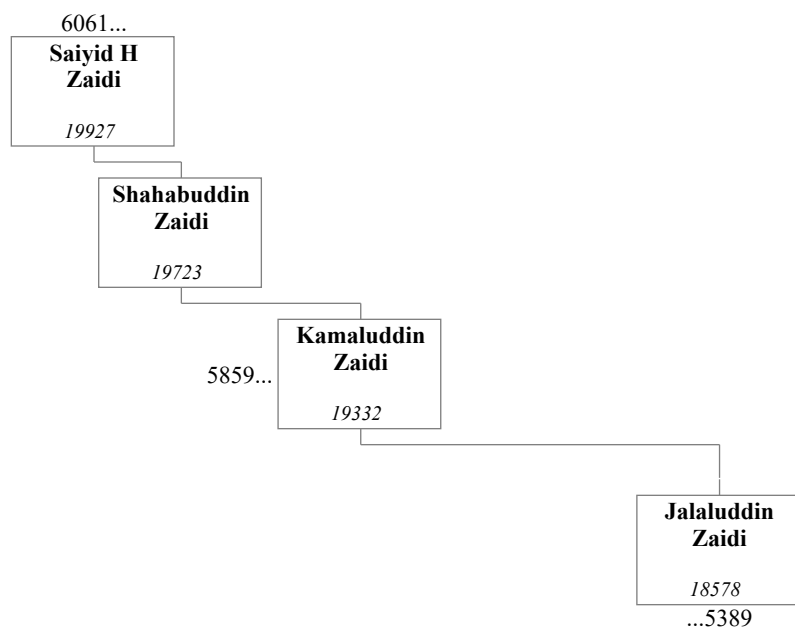 6061...
Saiyid H
Zaidi
19927
Shahabuddin
Zaidi
19723
Kamaluddin
Zaidi
5859...
19332
Jalaluddin
Zaidi
18578
...5389